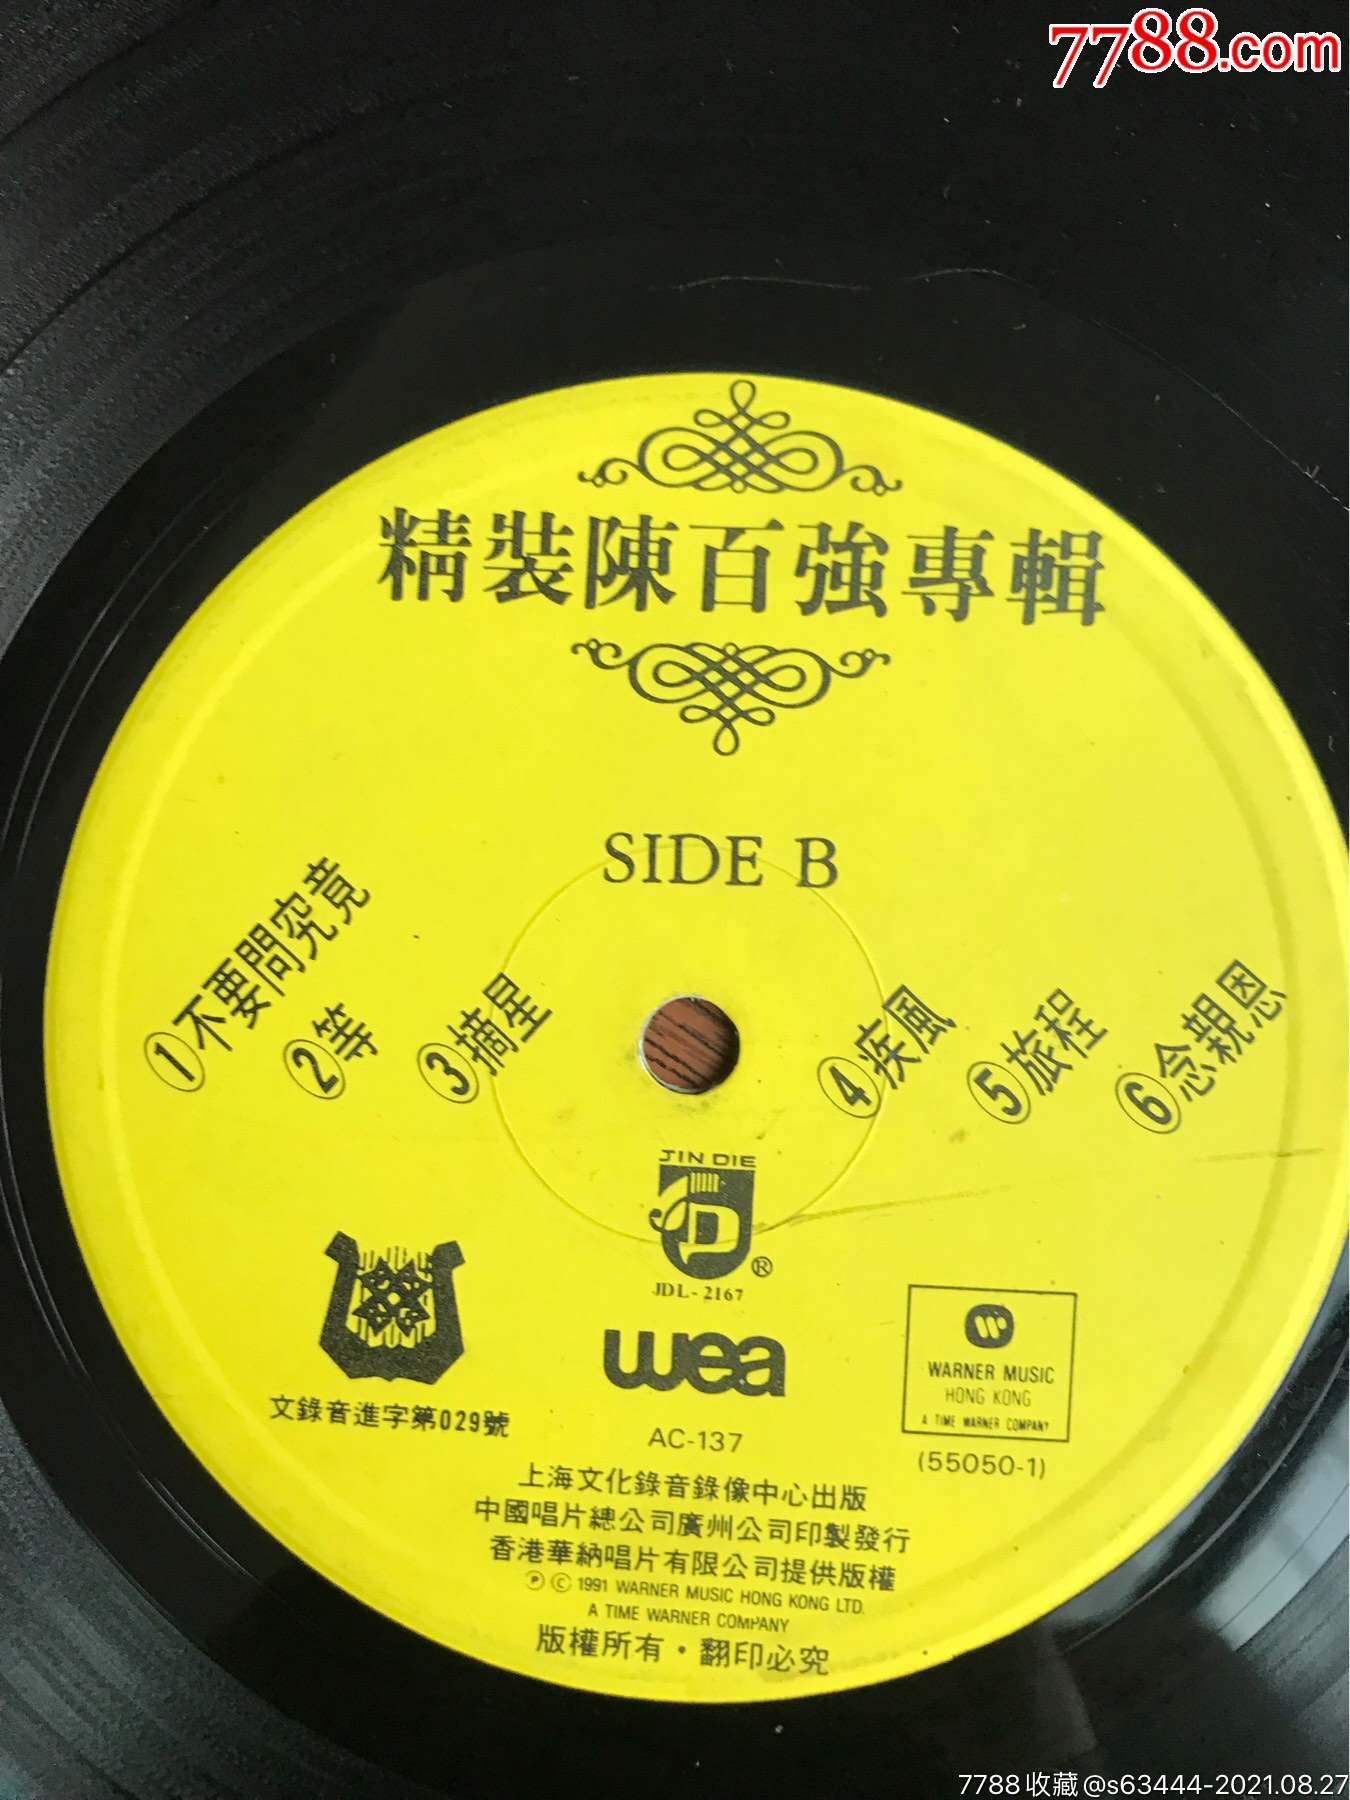 7788.com
精裝陳百強專輯
SIDE B
①不要問究竟
②等
③摘星
④疾風
⑤旅程
⑥念親恩
JIN DIE
®
JDL-2167
wea
AC-137
文錄音進字第029號
WARNER MUSIC
HONG KONG
A TIME WARNER COMPANY
(55050-1)
上海文化錄音錄像中心出版
中國唱片總公司廣州公司印製發行
香港華納唱片有限公司提供版權
Ⓟ © 1991 WARNER MUSIC HONG KONG LTD.
A TIME WARNER COMPANY
版權所有·翻印必究
7788收藏@s63444-2021.08.27